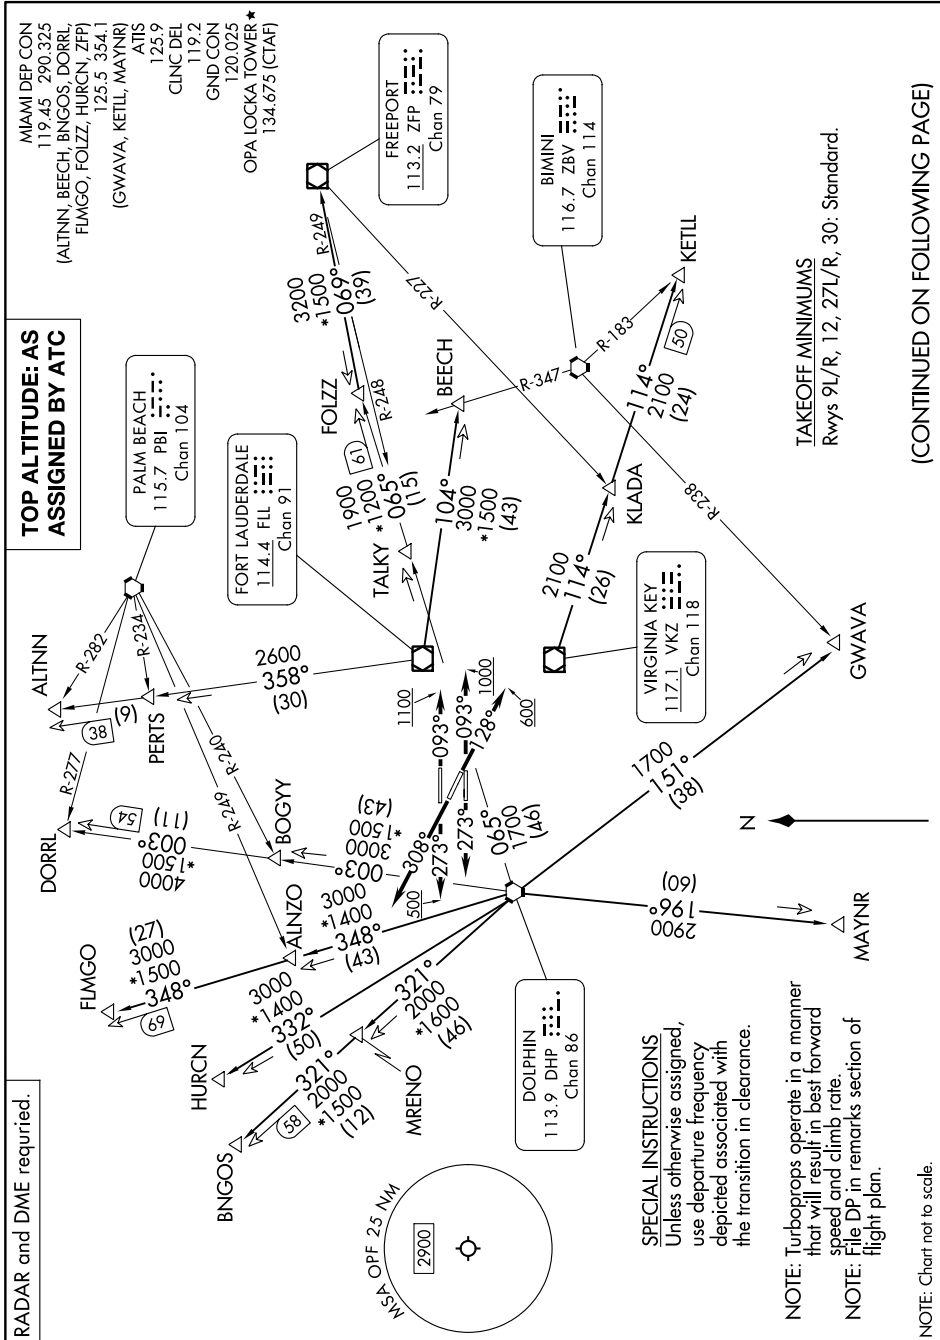 RADAR and DME requried.
TOP ALTITUDE: AS
ASSIGNED BY ATC
MIAMI DEP CON
119.45 290.325
(ALTNN, BEECH, BNGOS, DORRL,
FLMGO, FOLZZ, HURCN, ZFP)
125.5 354.1
(GWAVA, KETLL, MAYNR)
ATIS
125.9
CLNC DEL
119.2
GND CON
120.025
OPA LOCKA TOWER★
134.675 (CTAF)
PALM BEACH
115.7 PBI
Chan 104
FORT LAUDERDALE
114.4 FLL
Chan 91
FREEPORT
113.2 ZFP
Chan 79
BIMINI
116.7 ZBV
Chan 114
VIRGINIA KEY
117.1 VKZ
Chan 118
DOLPHIN
113.9 DHP
Chan 86
ALTNN
38
(9)
PERTS
R-282
R-234
R-277
R-240
R-249
2600
358°
(30)
DORRL
54
4000
*1500
003°
(11)
BOGYY
3000
*1500
003°
(43)
FLMGO
69
(27)
3000
*1500
348°
ALNZO
3000
*1400
348°
(43)
HURCN
3000
*1400
332°
(50)
BNGOS
58
321°
2000
*1500
(12)
MRENO
321°
2000
*1600
(46)
FOLZZ
3200
*1500
069°
(39)
R-249
R-248
61
1900
*1200
065°
(15)
TALKY
BEECH
104°
3000
*1500
(43)
R-347
R-227
R-183
R-238
KETLL
50
114°
2100
(24)
KLADA
2100
114°
(26)
GWAVA
1700
151°
(38)
MAYNR
2900
196°
(60)
065°
1700
(46)
1100
1000
600
500
093°
093°
128°
308°
273°
273°
N
MSA OPF 25 NM
2900
TAKEOFF MINIMUMS
Rwys 9L/R, 12, 27L/R, 30: Standard.
SPECIAL INSTRUCTIONS
Unless otherwise assigned,
use departure frequency
depicted associated with
the transition in clearance.
NOTE: Turboprops operate in a manner
that will result in best forward
speed and climb rate.
NOTE: File DP in remarks section of
flight plan.
NOTE: Chart not to scale.
(CONTINUED ON FOLLOWING PAGE)